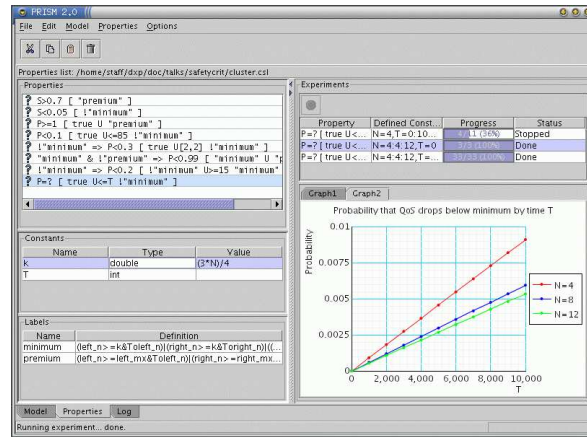 PRISM 2.0
File Edit Model Properties Options
Properties list: /home/staff/dxp/doc/talks/safetycrit/cluster.csl
Properties
? S>0.7 [ "premium" ]
? S<0.05 [ !"minimum" ]
? P>=1 [ true U "premium" ]
? P<0.1 [ true U<=85 !"minimum" ]
? !"minimum" => P<0.3 [ true U[2,2] !"minimum" ]
? "minimum" & !"premium" => P<0.99 [ "minimum" U "p
? !"minimum" => P<0.2 [ !"minimum" U>=15 "minimum"
? P=? [ true U<=T !"minimum" ]
Constants
Name Type Value
k double (3*N)/4
T int
Labels
Name Definition
minimum (left_n>=k&Toleft_n)|(right_n>=k&Toright_n)|((...
premium (left_n>=left_mx&Toleft_n)|(right_n>=right_mx...
Experiments
Property Defined Const... Progress Status
P=? [ true U<... N=4,T=0:10... 4/11 (36%) Stopped
P=? [ true U<... N=4:4:12,T=0 3/3 (100%) Done
P=? [ true U<... N=4:4:12,T=... 33/33 (100%) Done
Graph1 Graph2
Probability that QoS drops below minimum by time T
Probability
0.01
0.0075
0.005
0.0025
0
0 2,000 4,000 6,000 8,000 10,000
T
N=4
N=8
N=12
Model Properties Log
Running experiment... done.